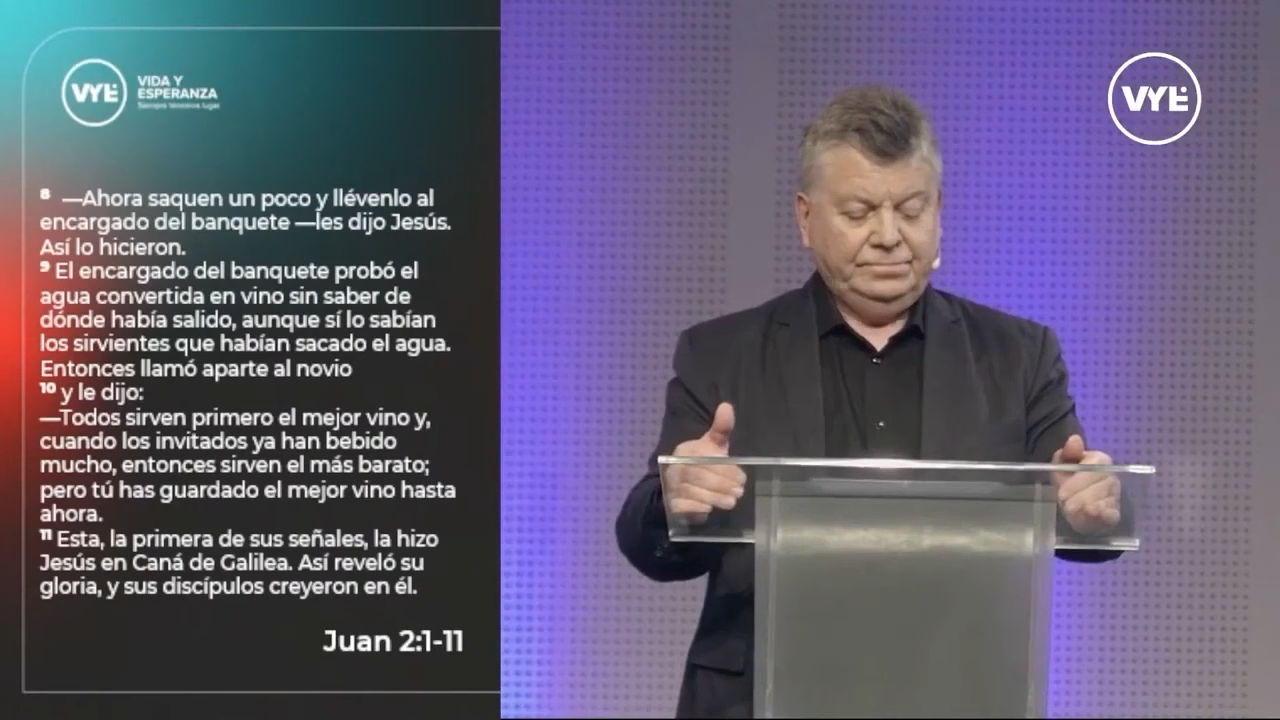 VYE
VIDA Y
ESPERANZA
Siempre tenemos lugar
8 —Ahora saquen un poco y llévenlo al
encargado del banquete —les dijo Jesús.
Así lo hicieron.
9 El encargado del banquete probó el
agua convertida en vino sin saber de
dónde había salido, aunque sí lo sabían
los sirvientes que habían sacado el agua.
Entonces llamó aparte al novio
10 y le dijo:
—Todos sirven primero el mejor vino y,
cuando los invitados ya han bebido
mucho, entonces sirven el más barato;
pero tú has guardado el mejor vino hasta
ahora.
11 Esta, la primera de sus señales, la hizo
Jesús en Caná de Galilea. Así reveló su
gloria, y sus discípulos creyeron en él.
Juan 2:1-11
VYE